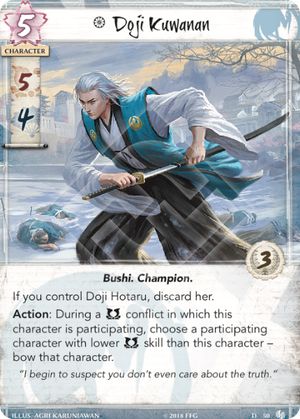 5
Doji Kuwanan
CHARACTER
5
4
3
Bushi. Champion.
If you control Doji Hotaru, discard her.
Action: During a conflict in which this
character is participating, choose a participating
character with lower skill than this character –
bow that character.
“I begin to suspect you don't even care about the truth.”
ILLUS-AGRI KARUNIAWAN
©2018 FFG